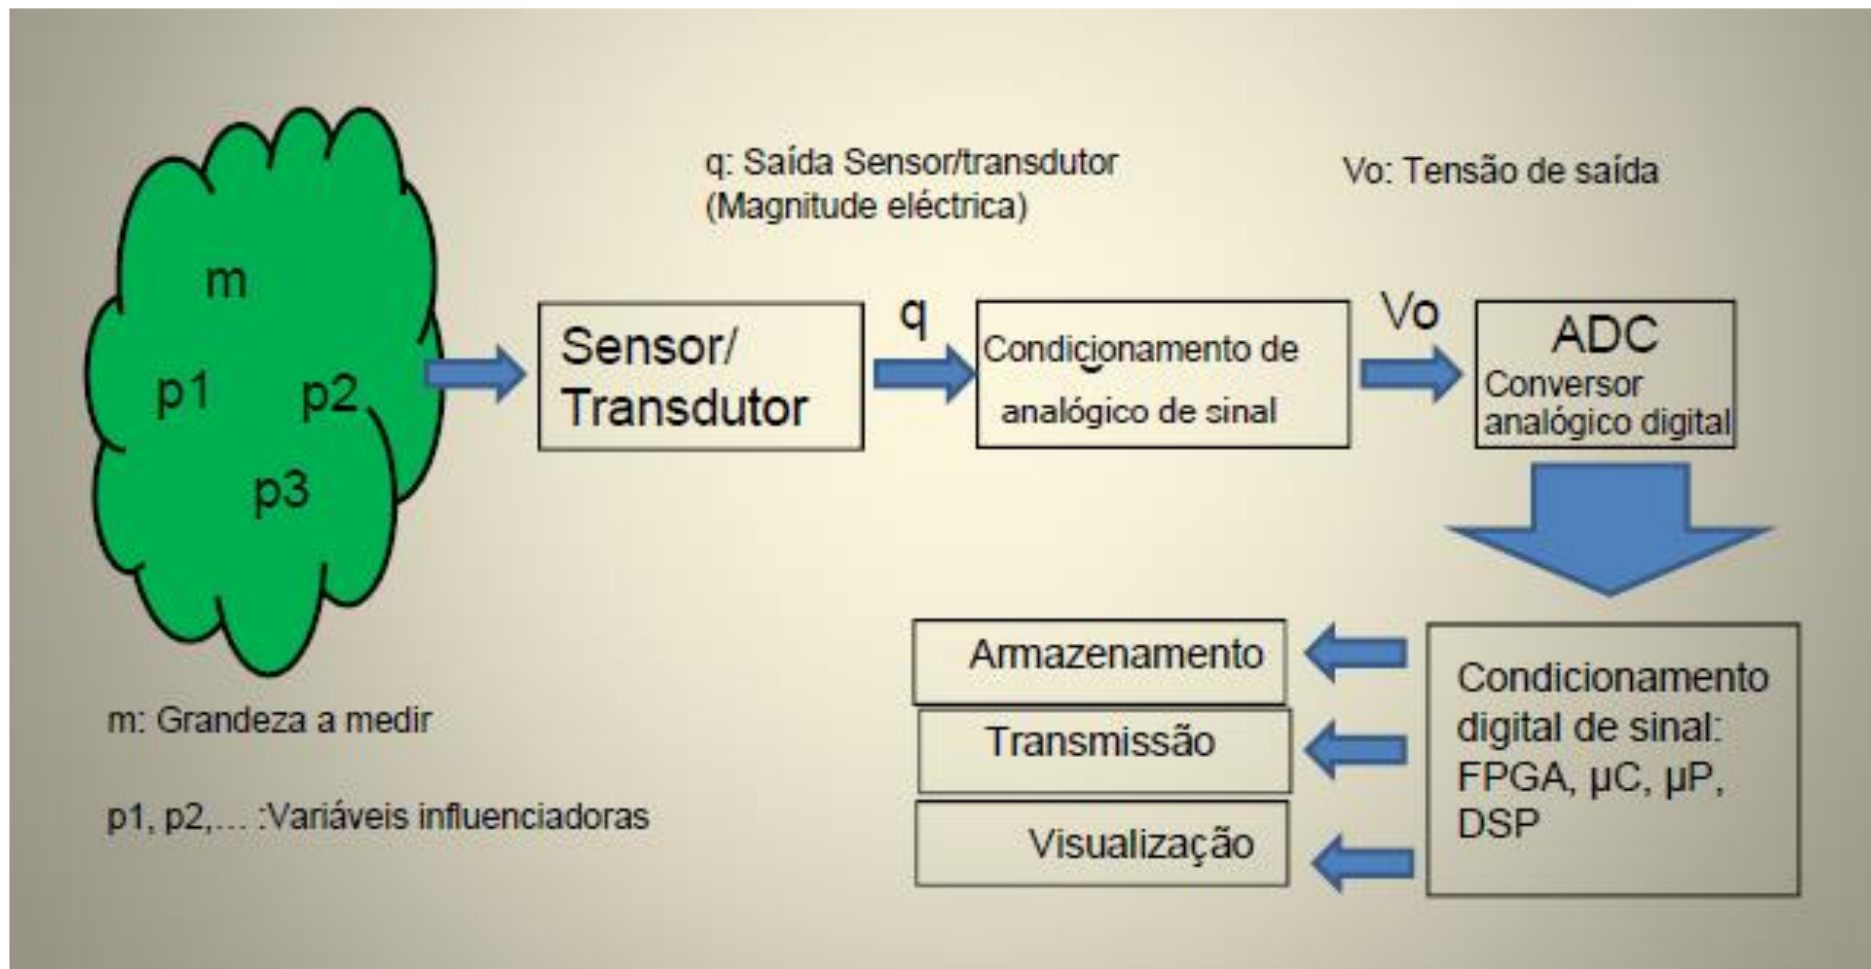 q: Saída Sensor/transdutor
(Magnitude eléctrica)
Vo: Tensão de saída
m
p1
p2
p3
Sensor/
Transdutor
q
Condicionamento de
analógico de sinal
Vo
ADC
Conversor
analógico digital
Armazenamento
Transmissão
Visualização
Condicionamento
digital de sinal:
FPGA, µC, µP,
DSP
m: Grandeza a medir
p1, p2,... :Variáveis influenciadoras